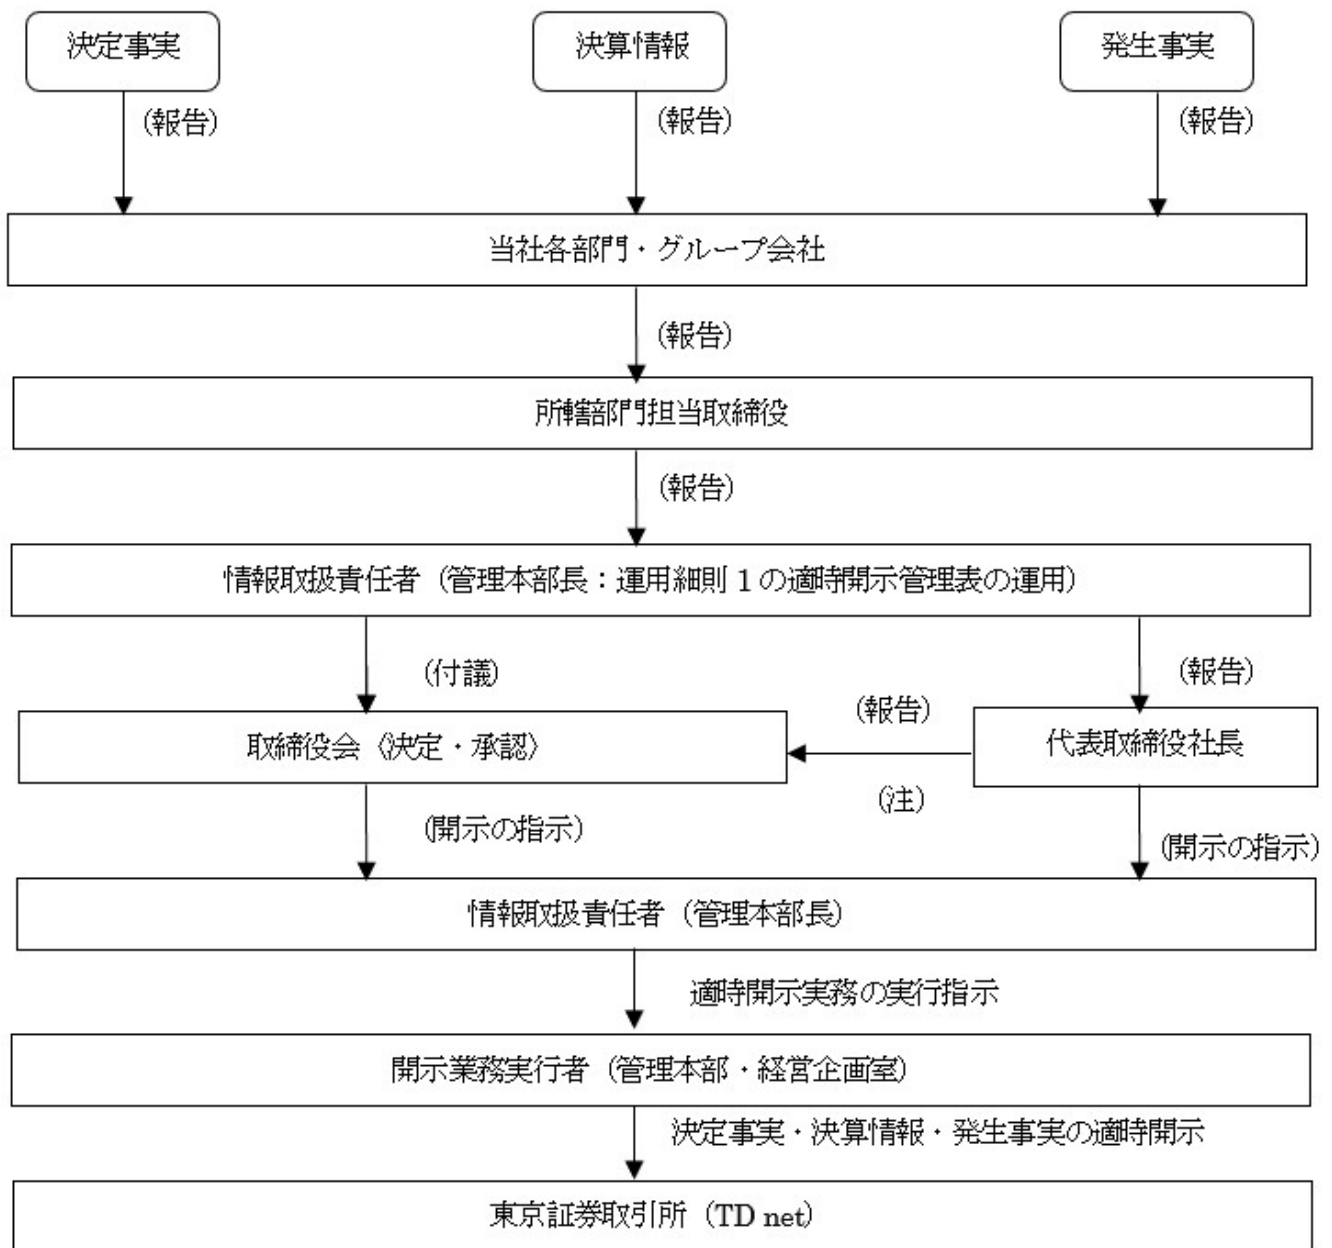 決定事実
決算情報
発生事実
(報告)
(報告)
(報告)
当社各部門・グループ会社
(報告)
所轄部門担当取締役
(報告)
情報取扱責任者（管理本部長：運用細則 1 の適時開示管理表の運用）
(付議)
(報告)
(報告)
取締役会（決定・承認）
代表取締役社長
(注)
(開示の指示)
(開示の指示)
情報取扱責任者（管理本部長）
適時開示実務の実行指示
開示業務実行者（管理本部・経営企画室）
決定事実・決算情報・発生事実の適時開示
東京証券取引所（TD net）